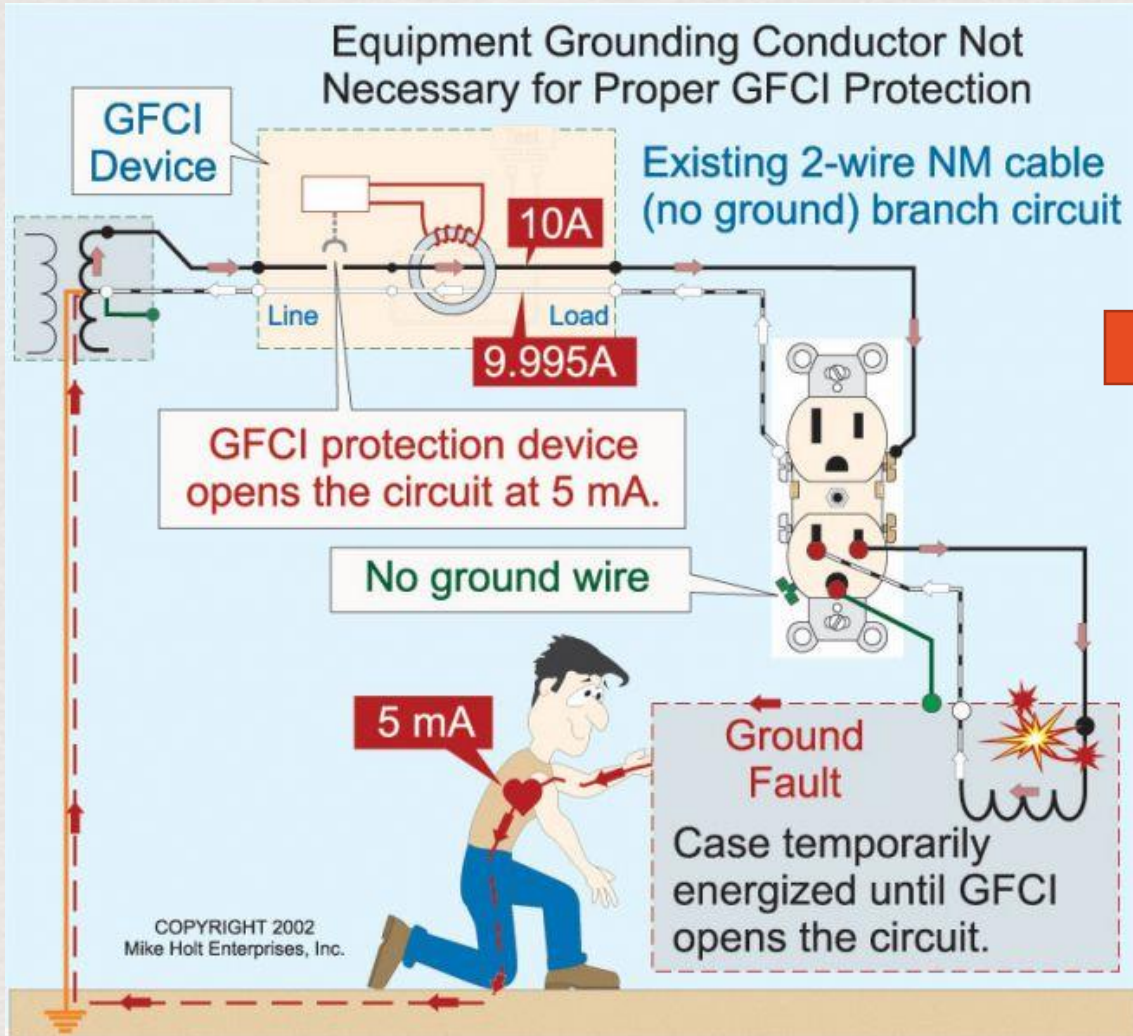 Equipment Grounding Conductor Not
Necessary for Proper GFCI Protection
GFCI
Device
Test
Existing 2-wire NM cable
(no ground) branch circuit
10A
Line
Load
9.995A
GFCI protection device
opens the circuit at 5 mA.
No ground wire
5 mA
Ground
Fault
Case temporarily
energized until GFCI
opens the circuit.
COPYRIGHT 2002
Mike Holt Enterprises, Inc.